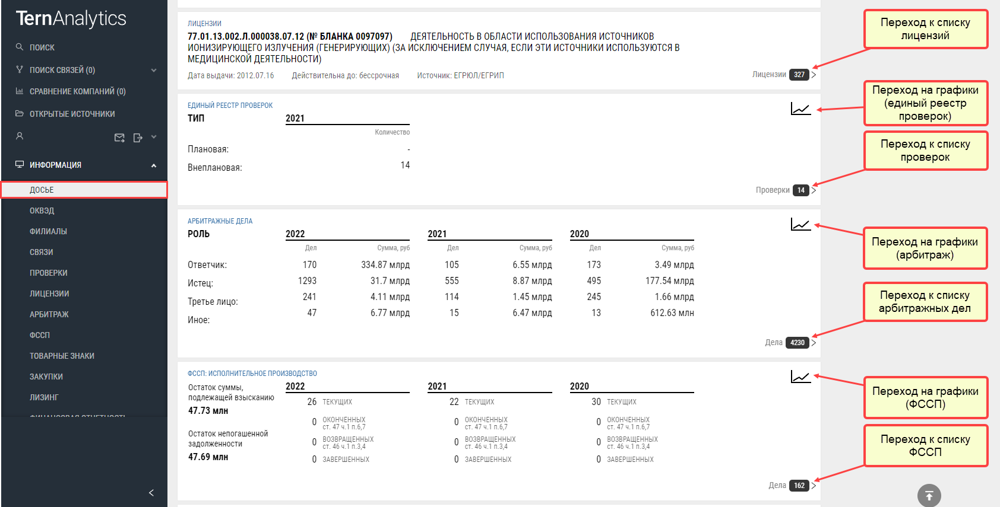 TernAnalytics
ПОИСК
ПОИСК СВЯЗЕЙ (0)
СРАВНЕНИЕ КОМПАНИЙ (0)
ОТКРЫТЫЕ ИСТОЧНИКИ
ИНФОРМАЦИЯ
ДОСЬЕ
ОКВЭД
ФИЛИАЛЫ
СВЯЗИ
ПРОВЕРКИ
ЛИЦЕНЗИИ
АРБИТРАЖ
ФССП
ТОВАРНЫЕ ЗНАКИ
ЗАКУПКИ
ЛИЗИНГ
ФИНАНСОВАЯ ОТЧЕТНОСТЬ
ЛИЦЕНЗИИ
77.01.13.002.Л.000038.07.12 (№ БЛАНКА 0097097) ДЕЯТЕЛЬНОСТЬ В ОБЛАСТИ ИСПОЛЬЗОВАНИЯ ИСТОЧНИКОВ
ИОНИЗИРУЮЩЕГО ИЗЛУЧЕНИЯ (ГЕНЕРИРУЮЩИХ) (ЗА ИСКЛЮЧЕНИЕМ СЛУЧАЯ, ЕСЛИ ЭТИ ИСТОЧНИКИ ИСПОЛЬЗУЮТСЯ В
МЕДИЦИНСКОЙ ДЕЯТЕЛЬНОСТИ)
Дата выдачи: 2012.07.16 Действительна до: бессрочная Источник: ЕГРЮЛ/ЕГРИП
Лицензии 327
ЕДИНЫЙ РЕЕСТР ПРОВЕРОК
ТИП 2021
Количество
Плановая: -
Внеплановая: 14
Проверки 14
АРБИТРАЖНЫЕ ДЕЛА
РОЛЬ 2022 2021 2020
Дел Сумма, руб Дел Сумма, руб Дел Сумма, руб
Ответчик: 170 334.87 млрд 105 6.55 млрд 173 3.49 млрд
Истец: 1293 31.7 млрд 555 8.87 млрд 495 177.54 млрд
Третье лицо: 241 4.11 млрд 114 1.45 млрд 245 1.66 млрд
Иное: 47 6.77 млрд 15 6.47 млрд 13 612.63 млн
Дела 4230
ФССП: ИСПОЛНИТЕЛЬНОЕ ПРОИЗВОДСТВО
Остаток суммы,
подлежащей взысканию
47.73 млн
Остаток непогашенной
задолженности
47.69 млн
2022 2021 2020
26 ТЕКУЩИХ 22 ТЕКУЩИХ 30 ТЕКУЩИХ
0 ОКОНЧЕННЫХ 0 ОКОНЧЕННЫХ 0 ОКОНЧЕННЫХ
ст. 47 ч.1 п.6,7 ст. 47 ч.1 п.6,7 ст. 47 ч.1 п.6,7
0 ВОЗВРАЩЕННЫХ 0 ВОЗВРАЩЕННЫХ 0 ВОЗВРАЩЕННЫХ
ст. 46 ч.1 п.3,4 ст. 46 ч.1 п.3,4 ст. 46 ч.1 п.3,4
0 ЗАВЕРШЕННЫХ 0 ЗАВЕРШЕННЫХ 0 ЗАВЕРШЕННЫХ
Дела 162
Переход к списку
лицензий
Переход на графики
(единый реестр
проверок)
Переход к списку
проверок
Переход на графики
(арбитраж)
Переход к списку
арбитражных дел
Переход на графики
(ФССП)
Переход к списку
ФССП